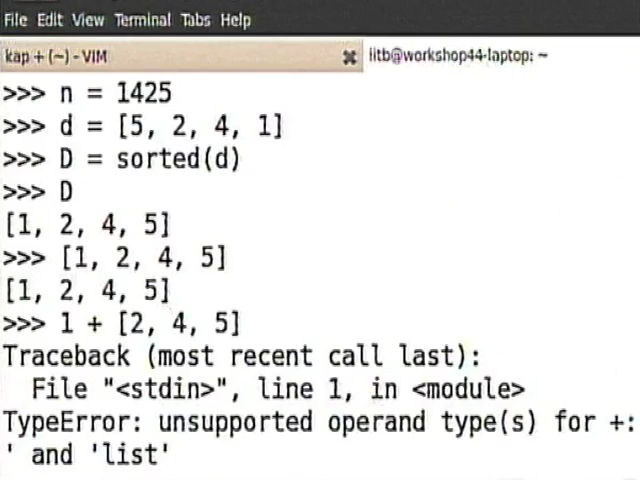 File Edit View Terminal Tabs Help
kap + (~) - VIM
iitb@workshop44-laptop: ~
>>> n = 1425
>>> d = [5, 2, 4, 1]
>>> D = sorted(d)
>>> D
[1, 2, 4, 5]
>>> [1, 2, 4, 5]
[1, 2, 4, 5]
>>> 1 + [2, 4, 5]
Traceback (most recent call last):
  File "<stdin>", line 1, in <module>
TypeError: unsupported operand type(s) for +:
' and 'list'